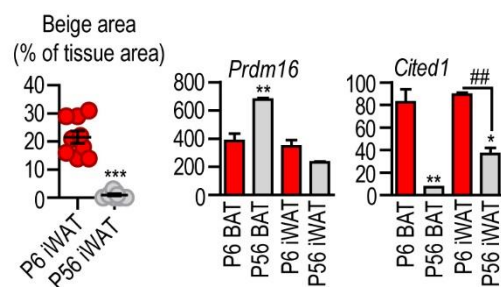 Beige area
(% of tissue area)
40
30
20
10
0
***
P6 iWAT
P56 iWAT
Prdm16
800
600
400
200
0
**
P6 BAT
P56 BAT
P6 iWAT
P56 iWAT
Cited1
100
80
60
40
20
0
##
**
*
P6 BAT
P56 BAT
P6 iWAT
P56 iWAT